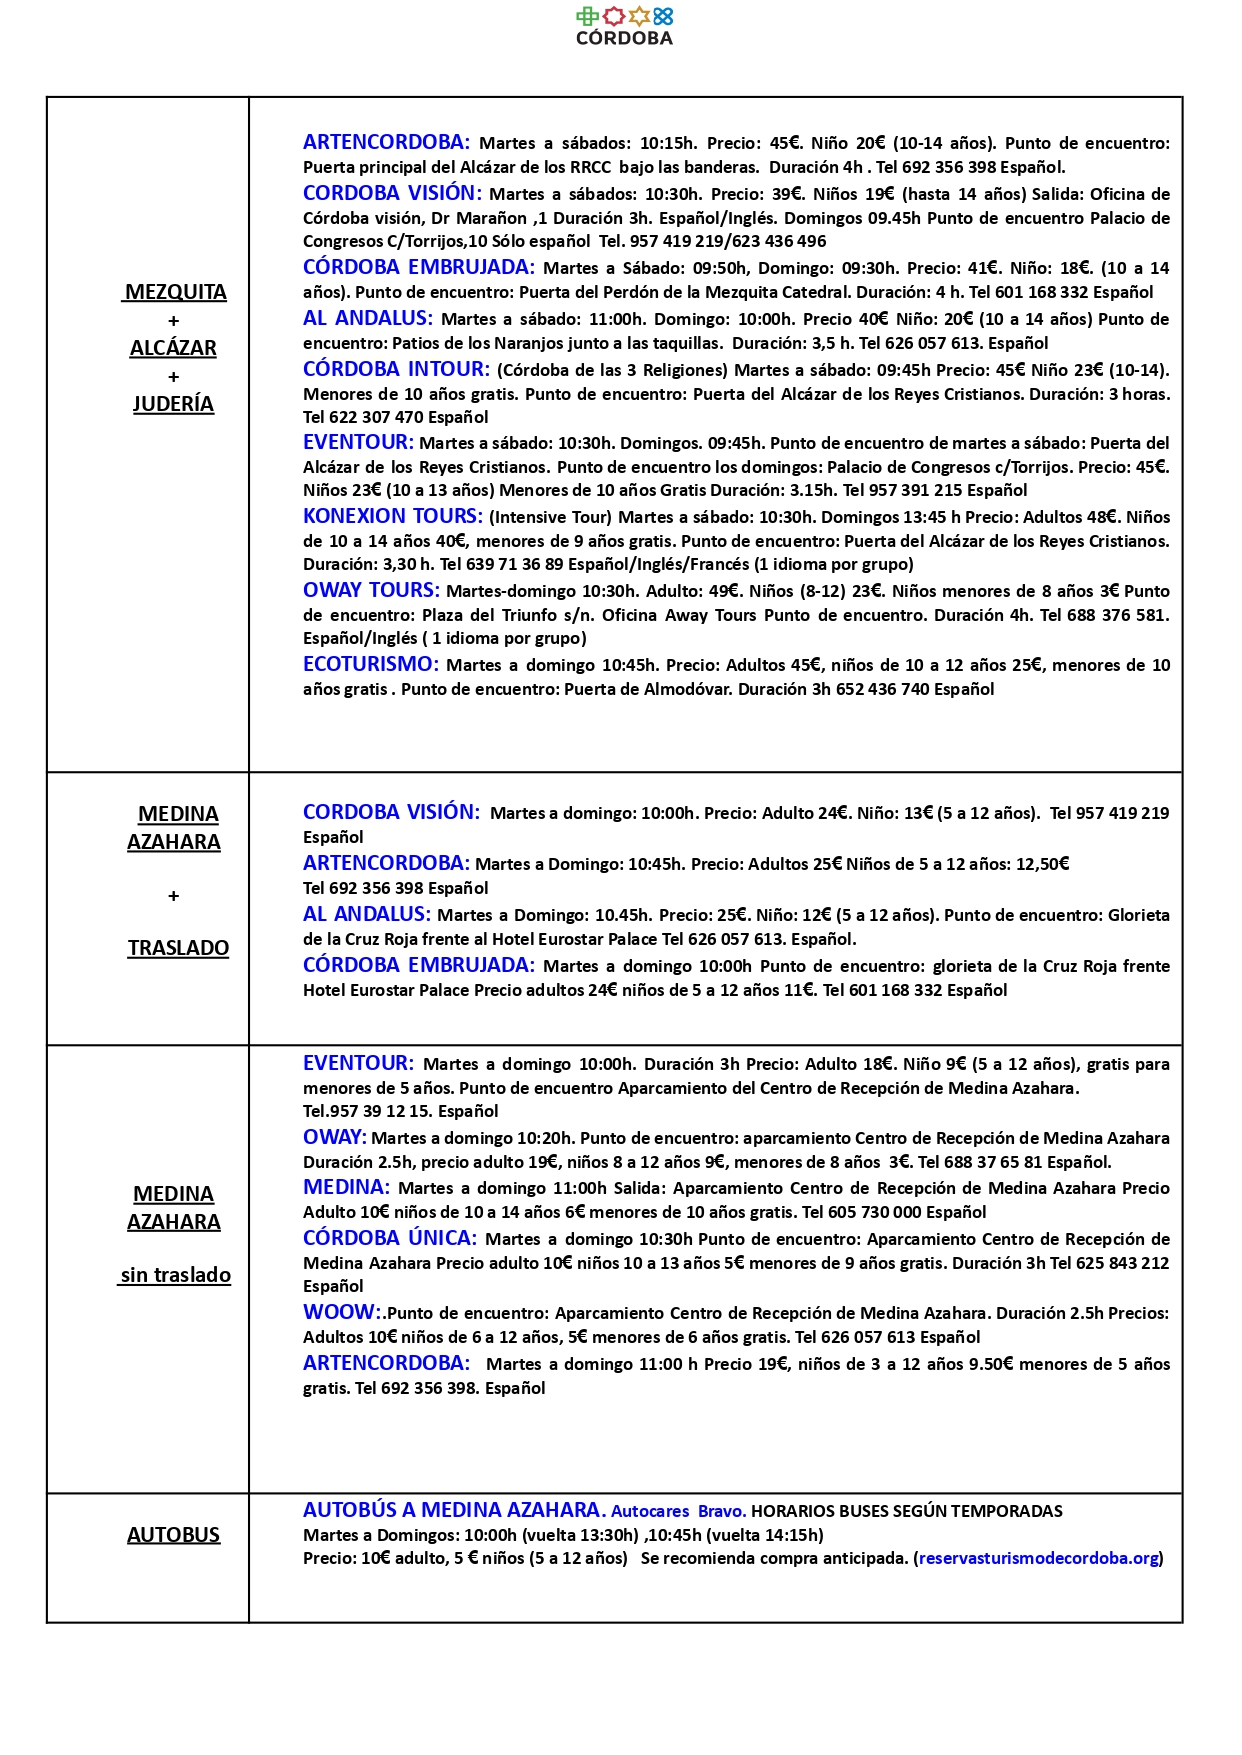 CÓRDOBA
MEZQUITA
+
ALCÁZAR
+
JUDERÍA
ARTENCORDOBA: Martes a sábados: 10:15h. Precio: 45€. Niño 20€ (10-14 años). Punto de encuentro:
Puerta principal del Alcázar de los RRCC bajo las banderas. Duración 4h . Tel 692 356 398 Español.
CORDOBA VISIÓN: Martes a sábados: 10:30h. Precio: 39€. Niños 19€ (hasta 14 años) Salida: Oficina de
Córdoba visión, Dr Marañon ,1 Duración 3h. Español/Inglés. Domingos 09.45h Punto de encuentro Palacio de
Congresos C/Torrijos,10 Sólo español Tel. 957 419 219/623 436 496
CÓRDOBA EMBRUJADA: Martes a Sábado: 09:50h, Domingo: 09:30h. Precio: 41€. Niño: 18€. (10 a 14
años). Punto de encuentro: Puerta del Perdón de la Mezquita Catedral. Duración: 4 h. Tel 601 168 332 Español
AL ANDALUS: Martes a sábado: 11:00h. Domingo: 10:00h. Precio 40€ Niño: 20€ (10 a 14 años) Punto de
encuentro: Patios de los Naranjos junto a las taquillas. Duración: 3,5 h. Tel 626 057 613. Español
CÓRDOBA INTOUR: (Córdoba de las 3 Religiones) Martes a sábado: 09:45h Precio: 45€ Niño 23€ (10-14).
Menores de 10 años gratis. Punto de encuentro: Puerta del Alcázar de los Reyes Cristianos. Duración: 3 horas.
Tel 622 307 470 Español
EVENTOUR: Martes a sábado: 10:30h. Domingos. 09:45h. Punto de encuentro de martes a sábado: Puerta del
Alcázar de los Reyes Cristianos. Punto de encuentro los domingos: Palacio de Congresos c/Torrijos. Precio: 45€.
Niños 23€ (10 a 13 años) Menores de 10 años Gratis Duración: 3.15h. Tel 957 391 215 Español
KONEXION TOURS: (Intensive Tour) Martes a sábado: 10:30h. Domingos 13:45 h Precio: Adultos 48€. Niños
de 10 a 14 años 40€, menores de 9 años gratis. Punto de encuentro: Puerta del Alcázar de los Reyes Cristianos.
Duración: 3,30 h. Tel 639 71 36 89 Español/Inglés/Francés (1 idioma por grupo)
OWAY TOURS: Martes-domingo 10:30h. Adulto: 49€. Niños (8-12) 23€. Niños menores de 8 años 3€ Punto
de encuentro: Plaza del Triunfo s/n. Oficina Away Tours Punto de encuentro. Duración 4h. Tel 688 376 581.
Español/Inglés ( 1 idioma por grupo)
ECOTURISMO: Martes a domingo 10:45h. Precio: Adultos 45€, niños de 10 a 12 años 25€, menores de 10
años gratis . Punto de encuentro: Puerta de Almodóvar. Duración 3h 652 436 740 Español
MEDINA
AZAHARA
+
TRASLADO
CORDOBA VISIÓN: Martes a domingo: 10:00h. Precio: Adulto 24€. Niño: 13€ (5 a 12 años). Tel 957 419 219
Español
ARTENCORDOBA: Martes a Domingo: 10:45h. Precio: Adultos 25€ Niños de 5 a 12 años: 12,50€
Tel 692 356 398 Español
AL ANDALUS: Martes a Domingo: 10.45h. Precio: 25€. Niño: 12€ (5 a 12 años). Punto de encuentro: Glorieta
de la Cruz Roja frente al Hotel Eurostar Palace Tel 626 057 613. Español.
CÓRDOBA EMBRUJADA: Martes a domingo 10:00h Punto de encuentro: glorieta de la Cruz Roja frente
Hotel Eurostar Palace Precio adultos 24€ niños de 5 a 12 años 11€. Tel 601 168 332 Español
MEDINA
AZAHARA
sin traslado
EVENTOUR: Martes a domingo 10:00h. Duración 3h Precio: Adulto 18€. Niño 9€ (5 a 12 años), gratis para
menores de 5 años. Punto de encuentro Aparcamiento del Centro de Recepción de Medina Azahara.
Tel.957 39 12 15. Español
OWAY: Martes a domingo 10:20h. Punto de encuentro: aparcamiento Centro de Recepción de Medina Azahara
Duración 2.5h, precio adulto 19€, niños 8 a 12 años 9€, menores de 8 años 3€. Tel 688 37 65 81 Español.
MEDINA: Martes a domingo 11:00h Salida: Aparcamiento Centro de Recepción de Medina Azahara Precio
Adulto 10€ niños de 10 a 14 años 6€ menores de 10 años gratis. Tel 605 730 000 Español
CÓRDOBA ÚNICA: Martes a domingo 10:30h Punto de encuentro: Aparcamiento Centro de Recepción de
Medina Azahara Precio adulto 10€ niños 10 a 13 años 5€ menores de 9 años gratis. Duración 3h Tel 625 843 212
Español
WOOW:.Punto de encuentro: Aparcamiento Centro de Recepción de Medina Azahara. Duración 2.5h Precios:
Adultos 10€ niños de 6 a 12 años, 5€ menores de 6 años gratis. Tel 626 057 613 Español
ARTENCORDOBA: Martes a domingo 11:00 h Precio 19€, niños de 3 a 12 años 9.50€ menores de 5 años
gratis. Tel 692 356 398. Español
AUTOBUS
AUTOBÚS A MEDINA AZAHARA. Autocares Bravo. HORARIOS BUSES SEGÚN TEMPORADAS
Martes a Domingos: 10:00h (vuelta 13:30h) ,10:45h (vuelta 14:15h)
Precio: 10€ adulto, 5 € niños (5 a 12 años) Se recomienda compra anticipada. (reservasturismodecordoba.org)